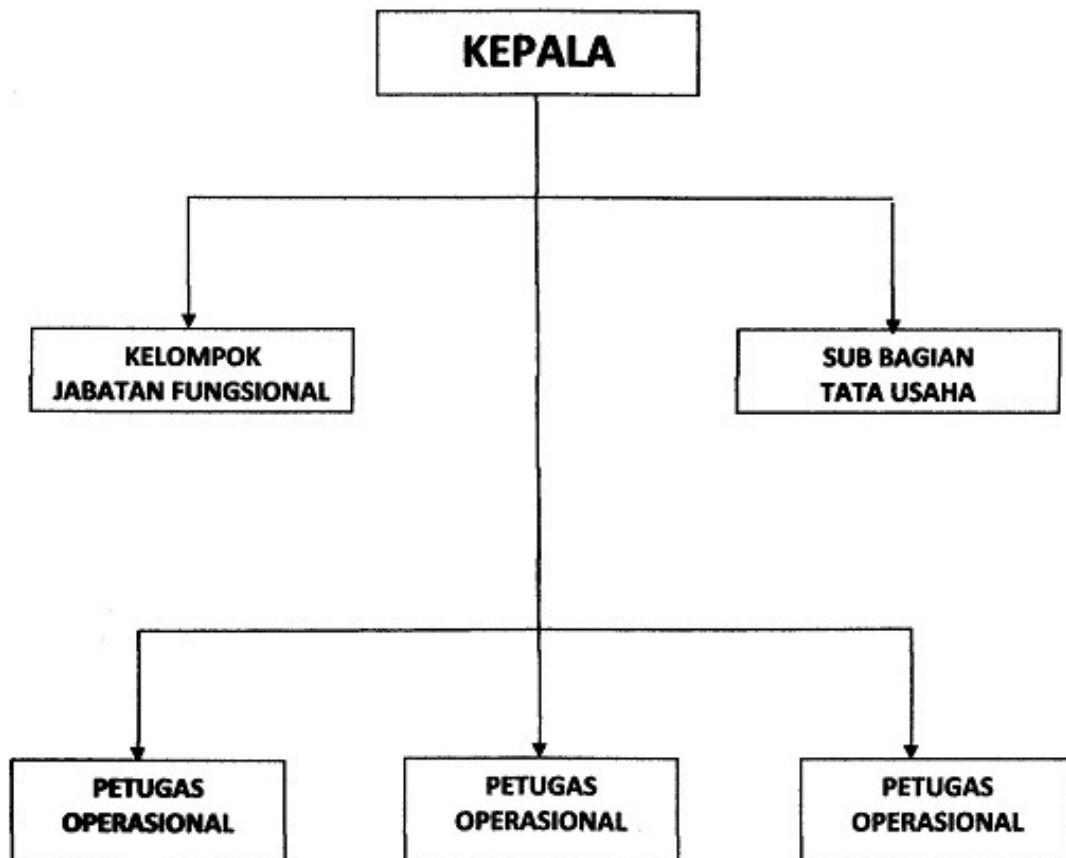 KEPALA
KELOMPOK
JABATAN FUNGSIONAL
SUB BAGIAN
TATA USAHA
PETUGAS
OPERASIONAL
PETUGAS
OPERASIONAL
PETUGAS
OPERASIONAL